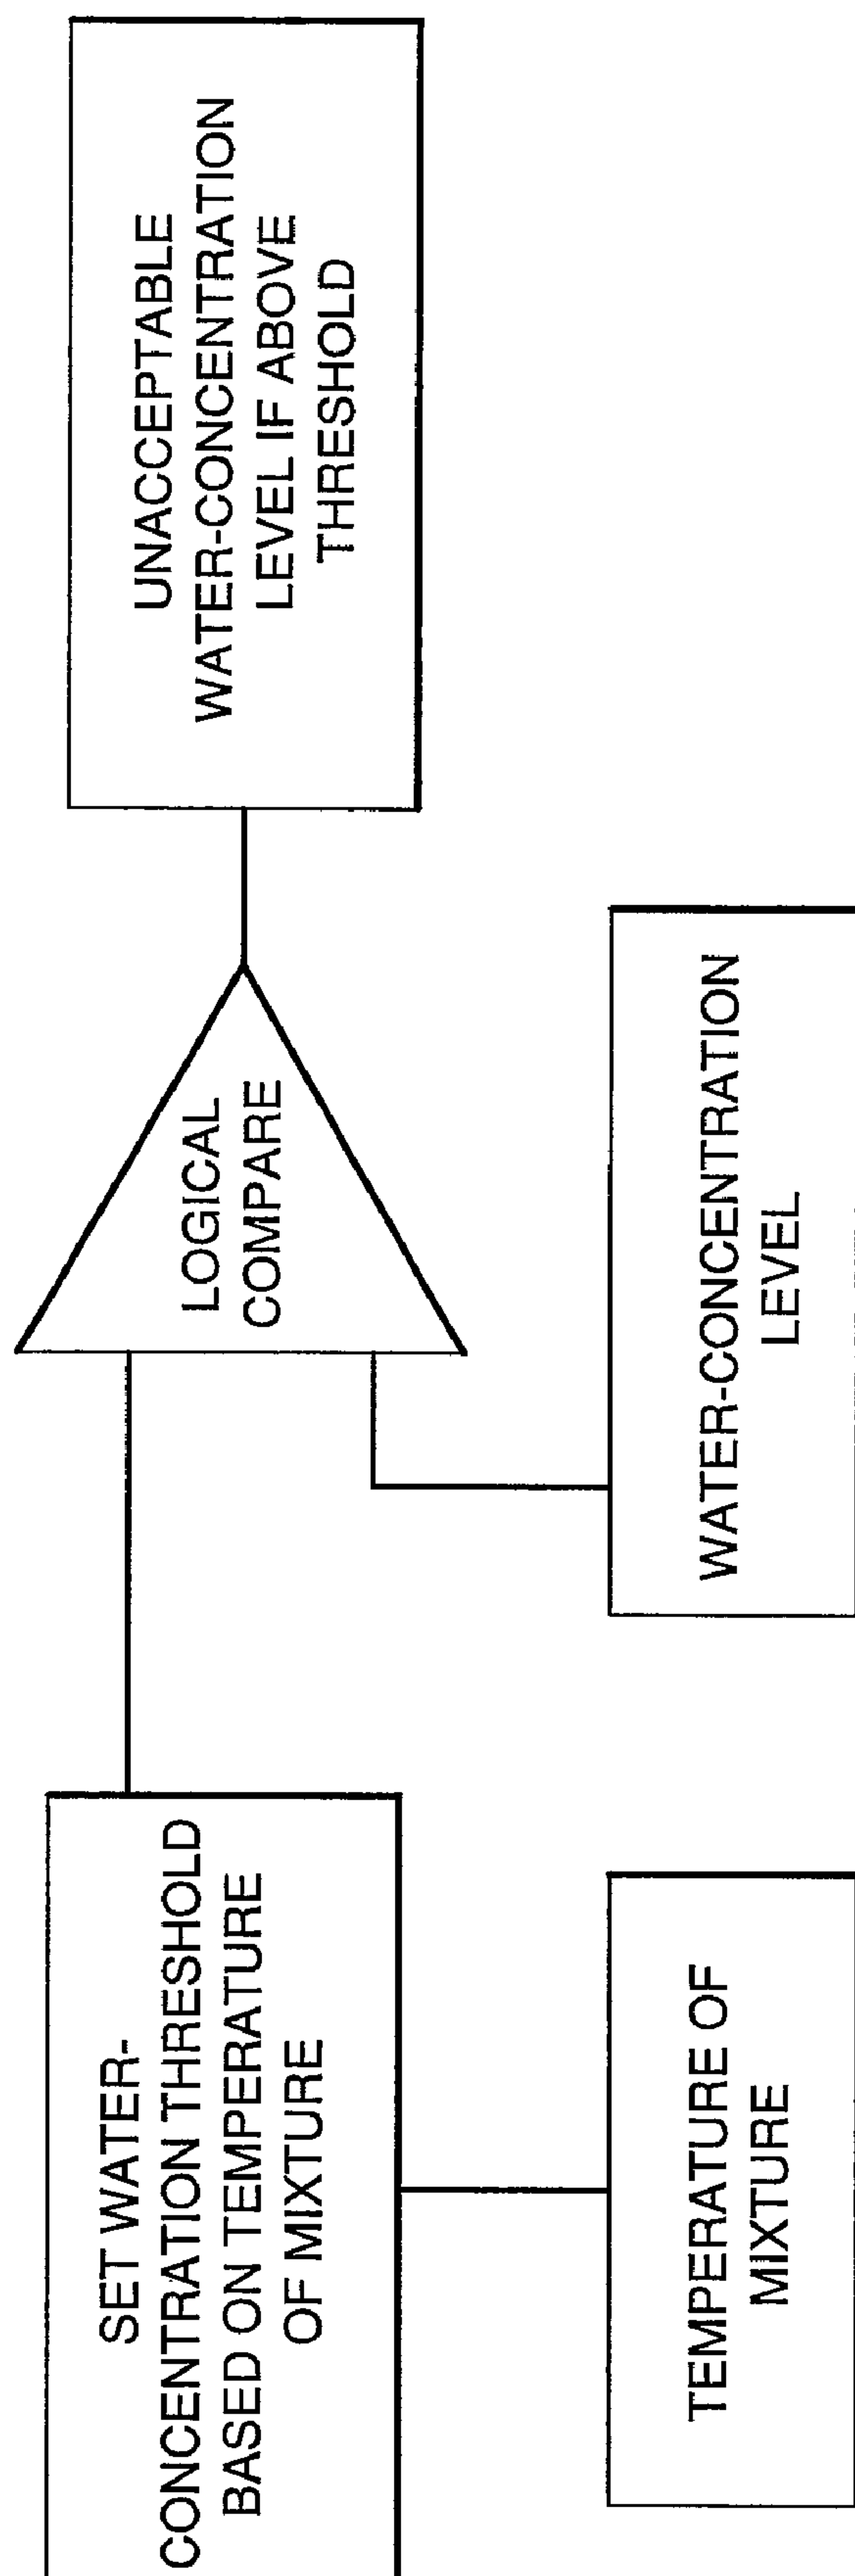 SET WATER-
CONCENTRATION THRESHOLD
BASED ON TEMPERATURE
OF MIXTURE
TEMPERATURE OF
MIXTURE
LOGICAL
COMPARE
WATER-CONCENTRATION
LEVEL
UNACCEPTABLE
WATER-CONCENTRATION
LEVEL IF ABOVE
THRESHOLD